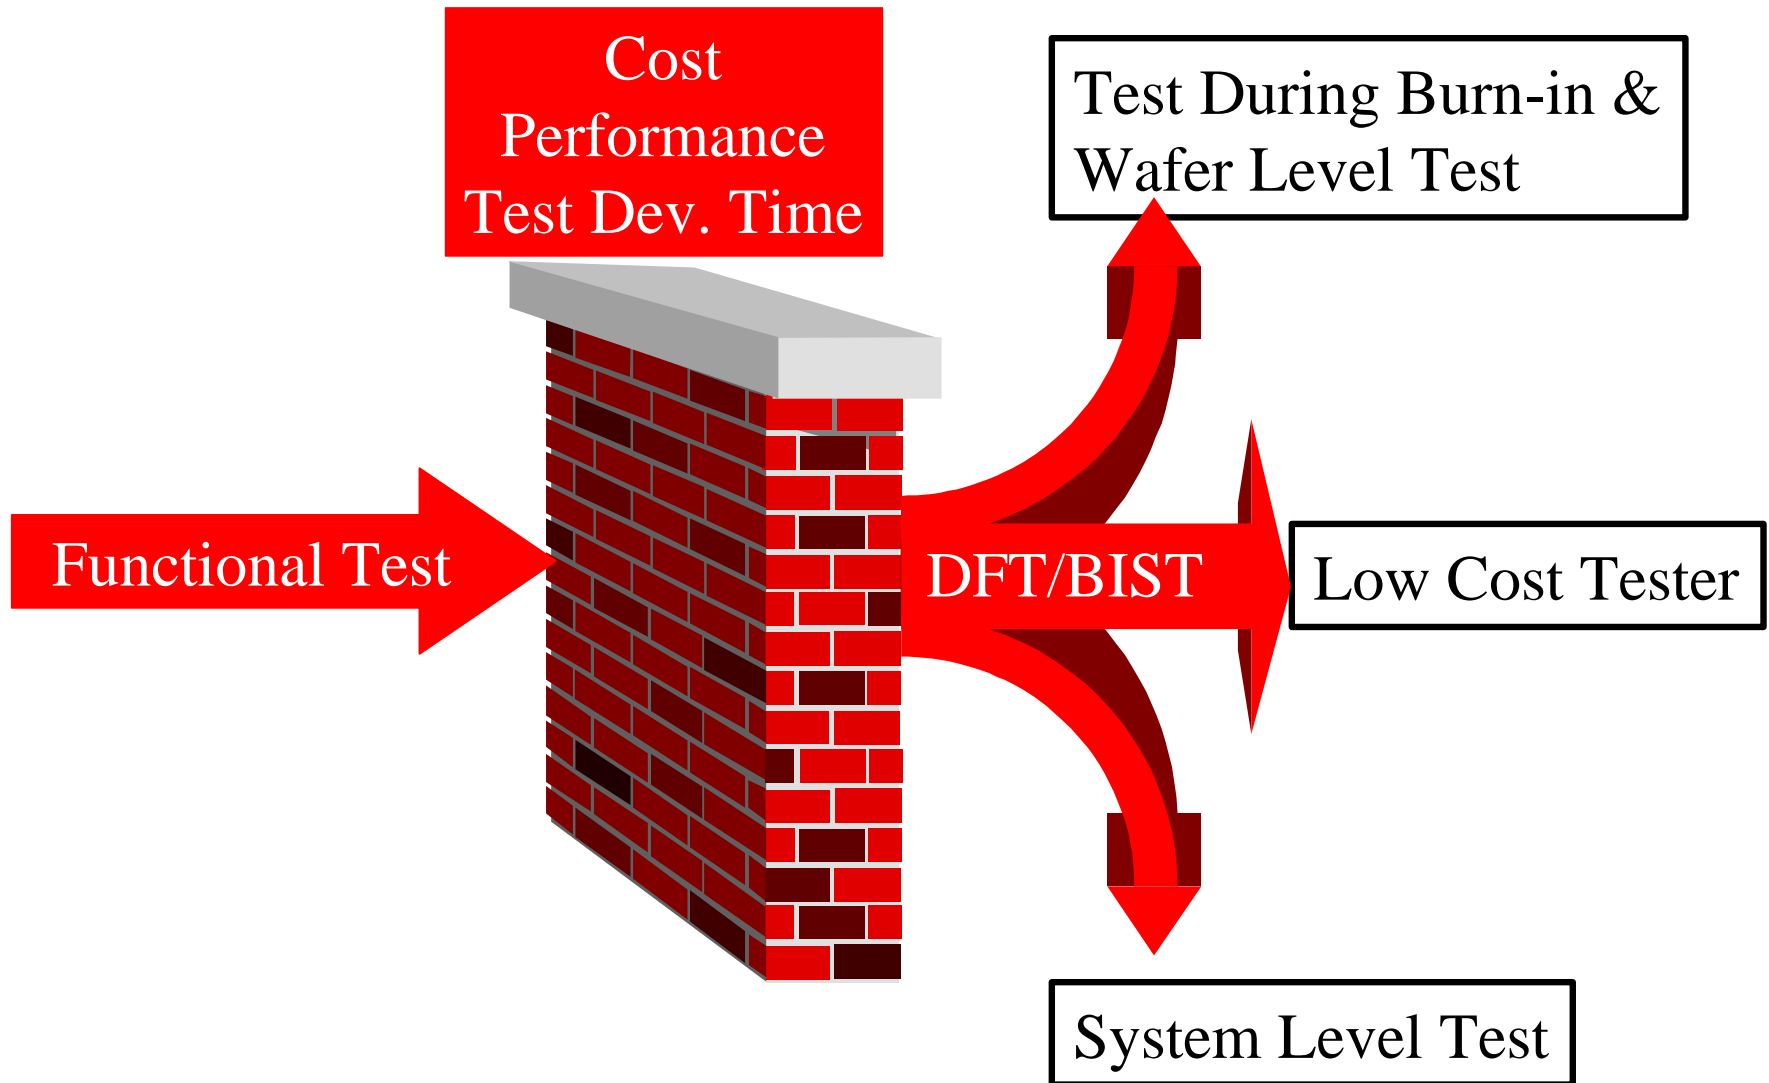 Cost
Performance
Test Dev. Time
Test During Burn-in &
Wafer Level Test
Functional Test
DFT/BIST
Low Cost Tester
System Level Test